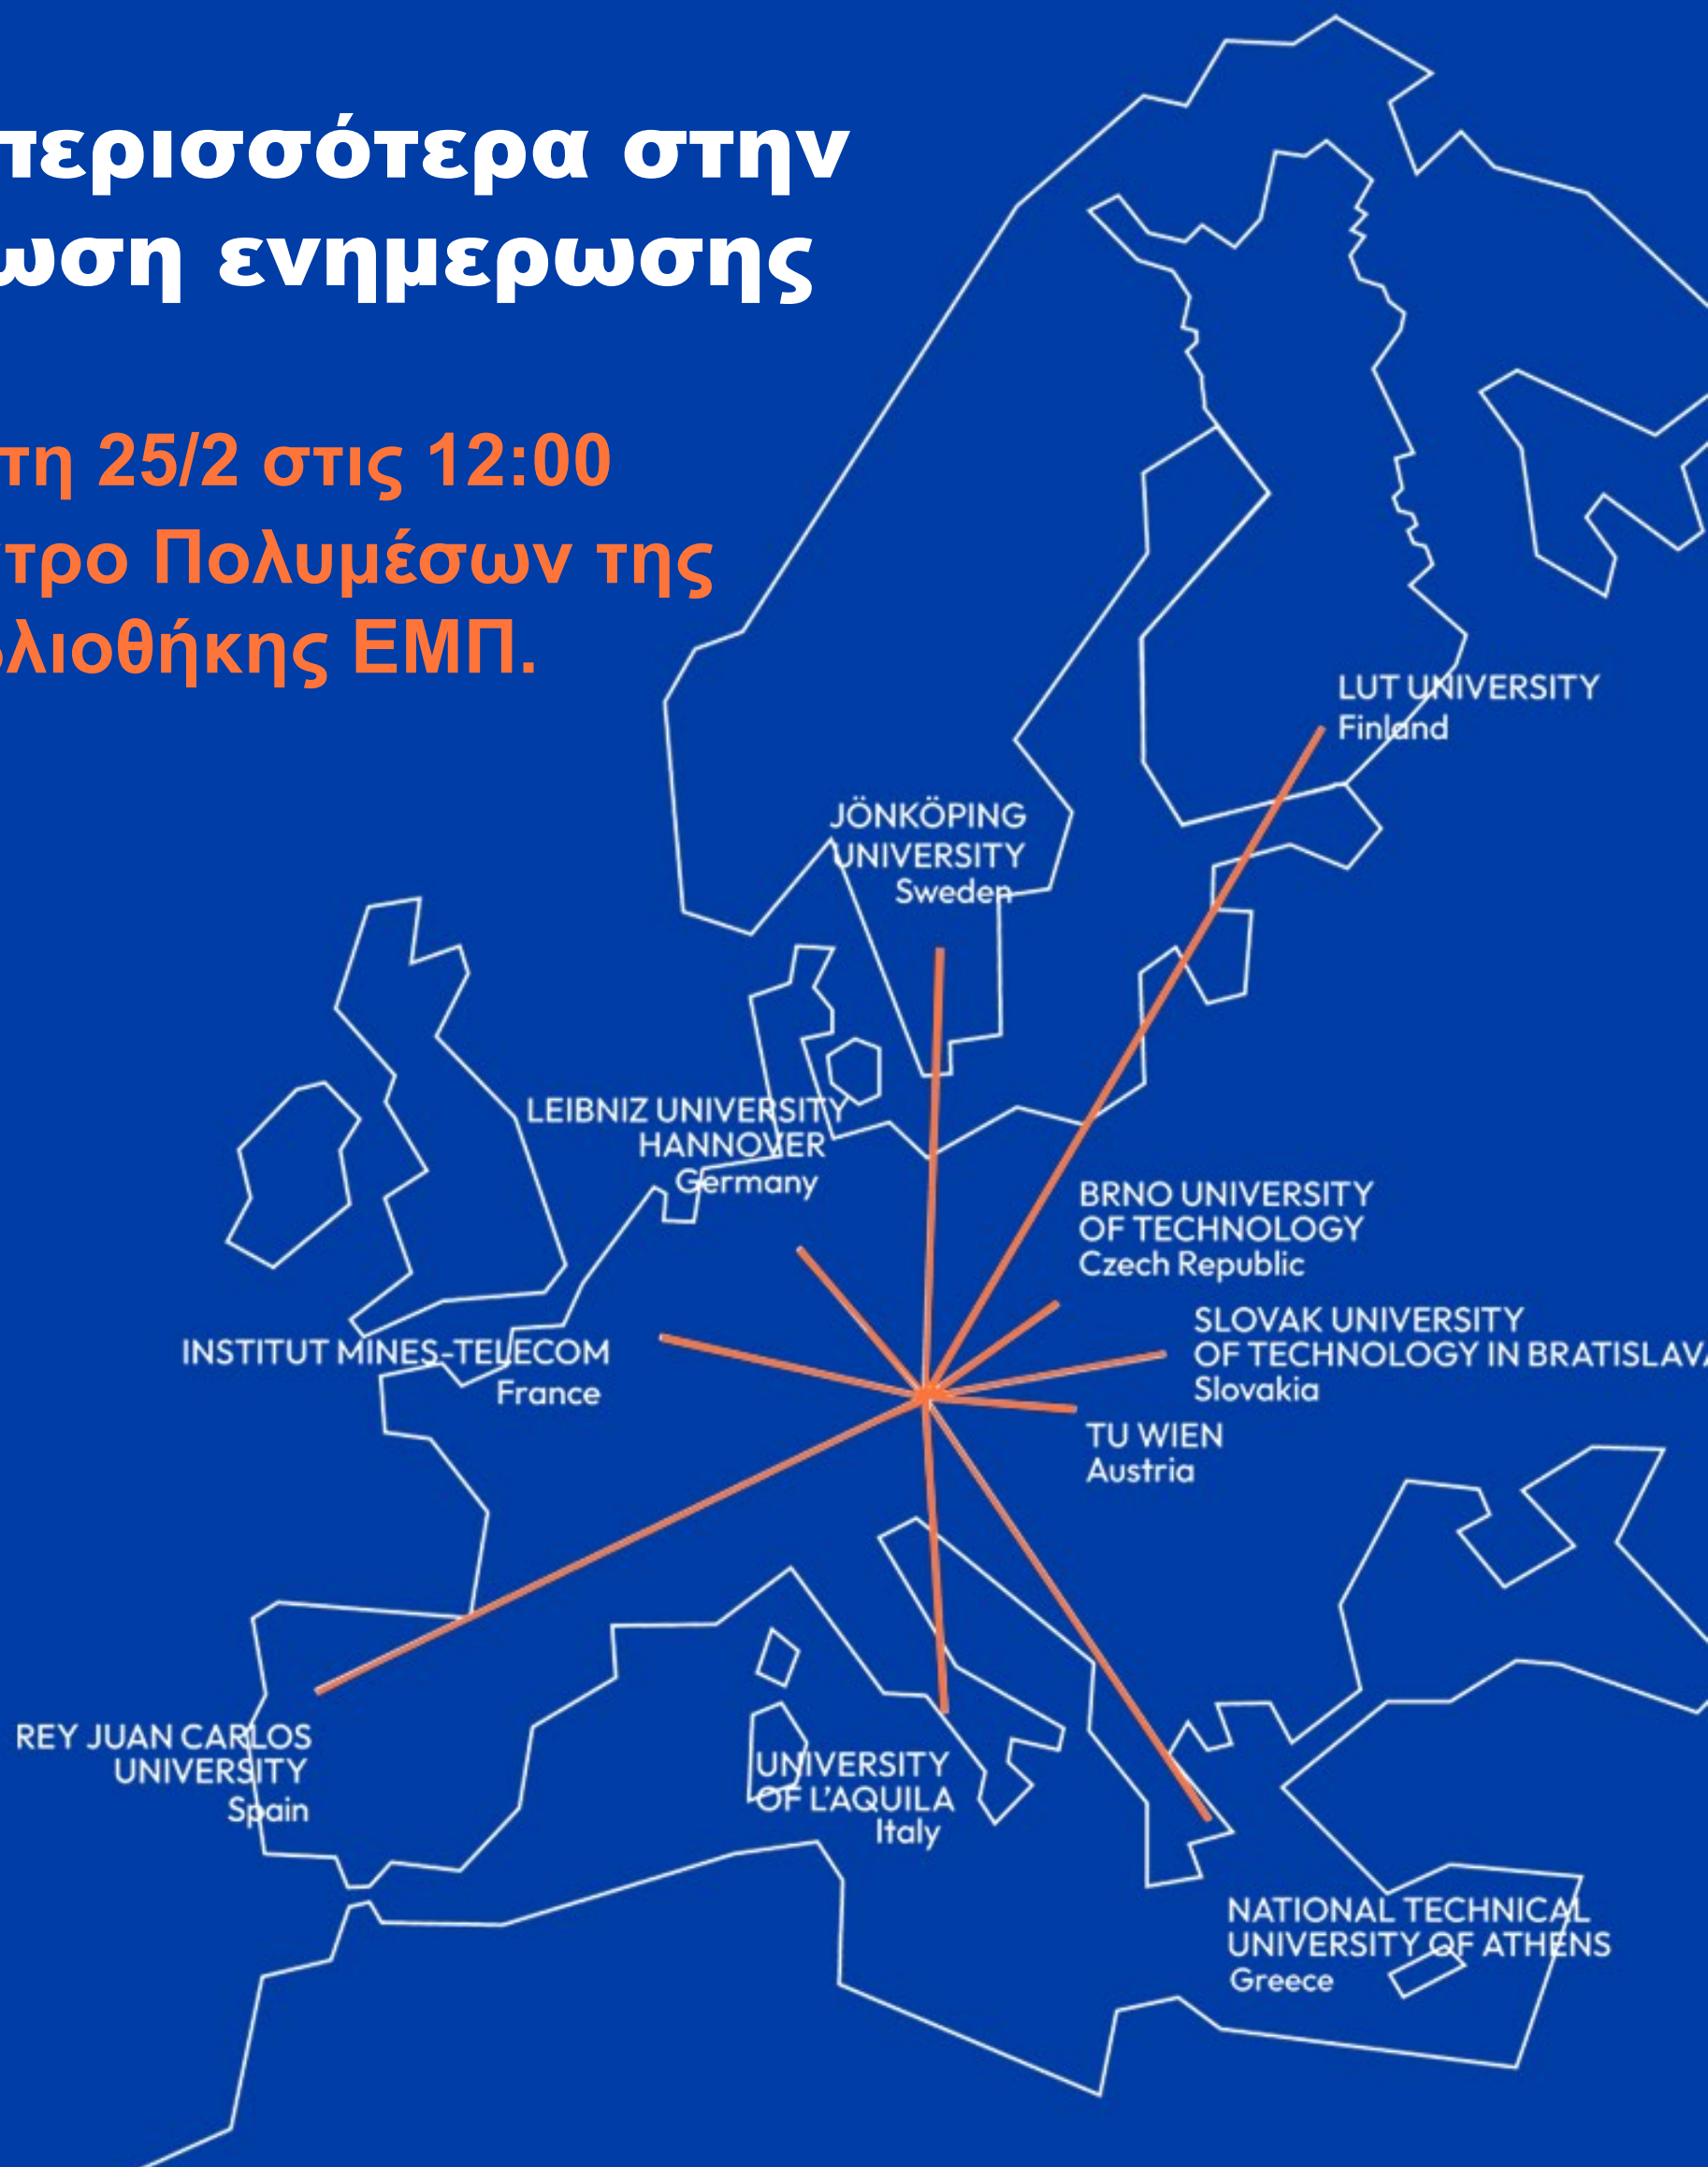 περισσότερα στην
ωση ενημερωσης
τη 25/2 στις 12:00
τρο Πολυμέσων της
λιοθήκης ΕΜΠ.
LUT UNIVERSITY
Finland
JÖNKÖPING
UNIVERSITY
Sweden
LEIBNIZ UNIVERSITY
HANNOVER
Germany
BRNO UNIVERSITY
OF TECHNOLOGY
Czech Republic
SLOVAK UNIVERSITY
OF TECHNOLOGY IN BRATISLAVA
Slovakia
INSTITUT MINES-TELECOM
France
TU WIEN
Austria
REY JUAN CARLOS
UNIVERSITY
Spain
UNIVERSITY
OF L'AQUILA
Italy
NATIONAL TECHNICAL
UNIVERSITY OF ATHENS
Greece